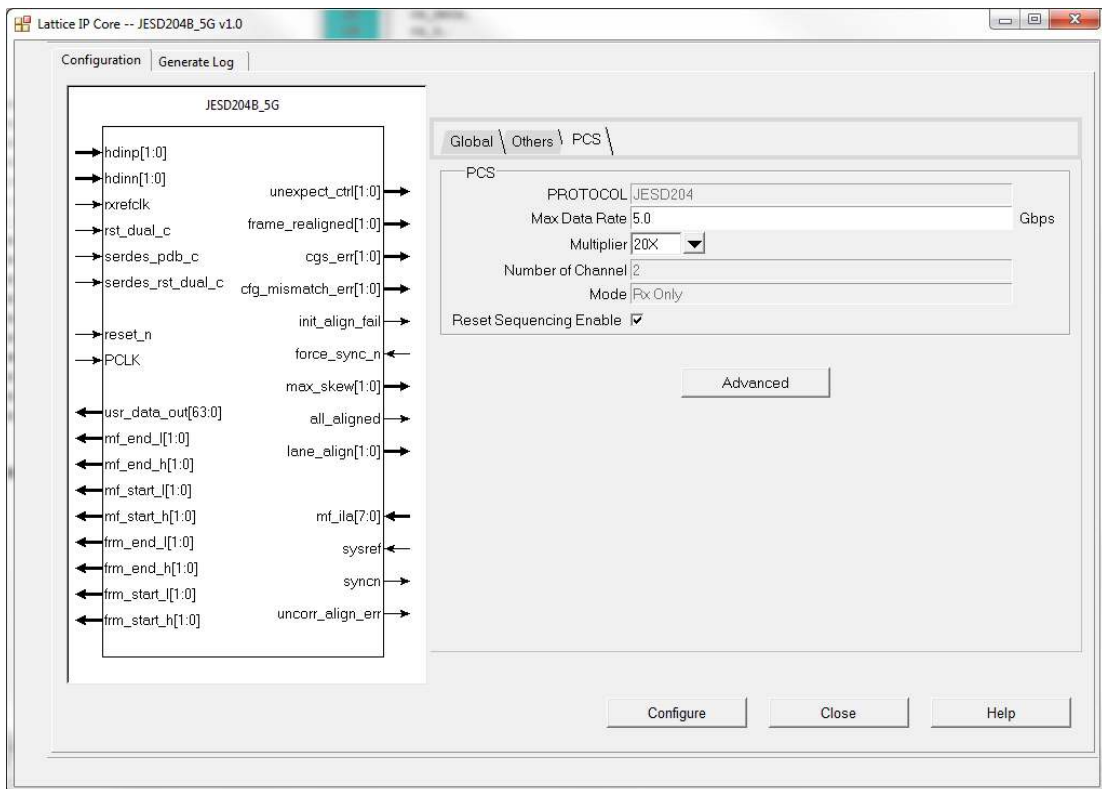 Lattice IP Core -- JESD204B_5G v1.0
Configuration
Generate Log
JESD204B_5G
hdinp[1:0]
hdinn[1:0]
rxrefclk
rst_dual_c
serdes_pdb_c
serdes_rst_dual_c
reset_n
PCLK
usr_data_out[63:0]
mf_end_l[1:0]
mf_end_h[1:0]
mf_start_l[1:0]
mf_start_h[1:0]
frm_end_l[1:0]
frm_end_h[1:0]
frm_start_l[1:0]
frm_start_h[1:0]
unexpect_ctrl[1:0]
frame_realigned[1:0]
cgs_err[1:0]
cfg_mismatch_err[1:0]
init_align_fail
force_sync_n
max_skew[1:0]
all_aligned
lane_align[1:0]
mf_ila[7:0]
sysref
syncn
uncorr_align_err
Global \ Others \ PCS \
PCS
PROTOCOL JESD204
Max Data Rate 5.0 Gbps
Multiplier 20X
Number of Channel 2
Mode Rx Only
Reset Sequencing Enable
Advanced
Configure
Close
Help